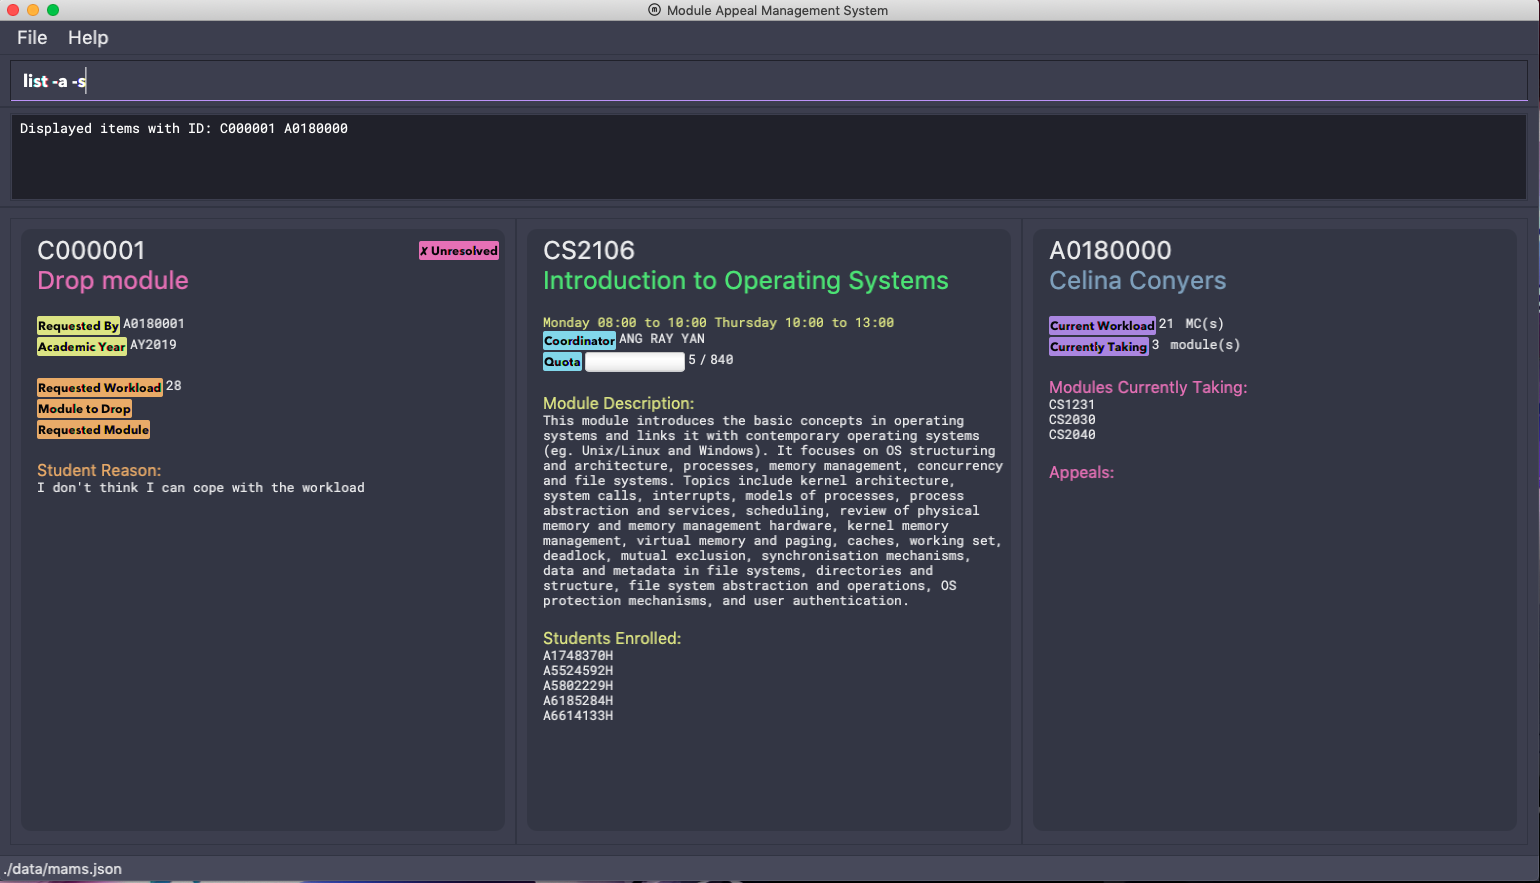 Module Appeal Management System
File Help
list -a -s
Displayed items with ID: C000001 A0180000
C000001
✗ Unresolved
Drop module
Requested By A0180001
Academic Year AY2019
Requested Workload 28
Module to Drop
Requested Module
Student Reason:
I don't think I can cope with the workload
CS2106
Introduction to Operating Systems
Monday 08:00 to 10:00 Thursday 10:00 to 13:00
Coordinator ANG RAY YAN
Quota 5 / 840
Module Description:
This module introduces the basic concepts in operating
systems and links it with contemporary operating systems
(eg. Unix/Linux and Windows). It focuses on OS structuring
and architecture, processes, memory management, concurrency
and file systems. Topics include kernel architecture,
system calls, interrupts, models of processes, process
abstraction and services, scheduling, review of physical
memory and memory management hardware, kernel memory
management, virtual memory and paging, caches, working set,
deadlock, mutual exclusion, synchronisation mechanisms,
data and metadata in file systems, directories and
structure, file system abstraction and operations, OS
protection mechanisms, and user authentication.
Students Enrolled:
A1748370H
A5524592H
A5802229H
A6185284H
A6614133H
A0180000
Celina Conyers
Current Workload 21 MC(s)
Currently Taking 3 module(s)
Modules Currently Taking:
CS1231
CS2030
CS2040
Appeals:
./data/mams.json